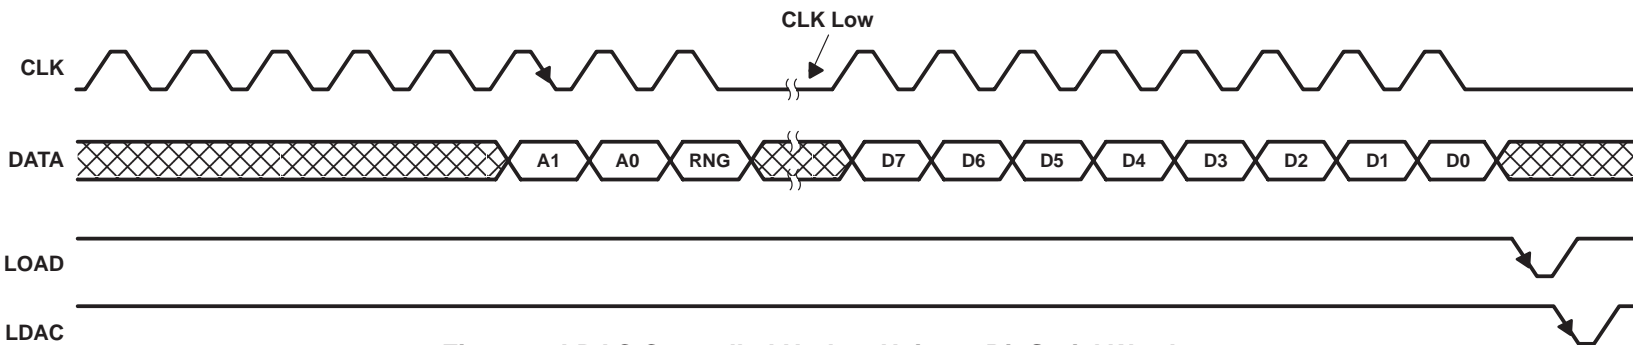 CLK Low
CLK
DATA
A1 A0 RNG D7 D6 D5 D4 D3 D2 D1 D0
LOAD
LDAC